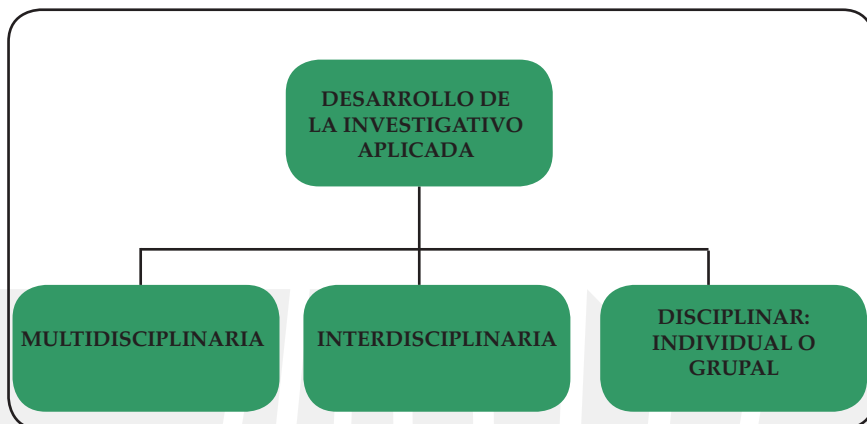 DESARROLLO DE
LA INVESTIGATIVO
APLICADA
MULTIDISCIPLINARIA
INTERDISCIPLINARIA
DISCIPLINAR:
INDIVIDUAL O
GRUPAL